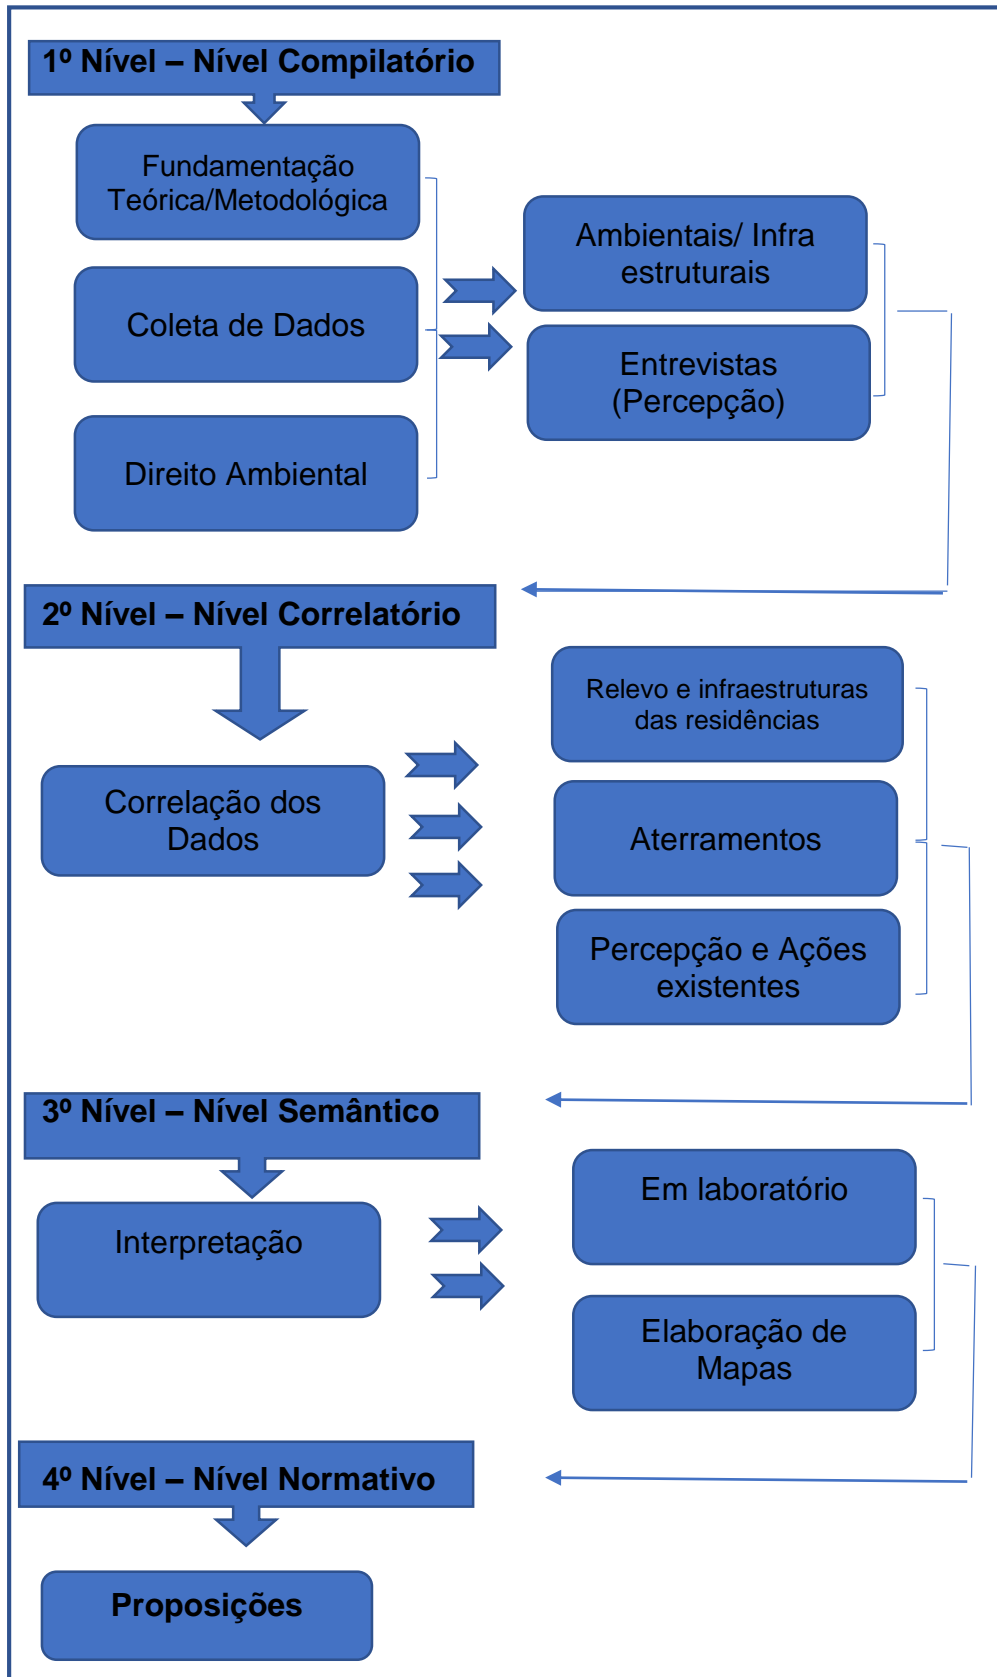 1º Nível – Nível Compilatório
Fundamentação
Teórica/Metodológica
Coleta de Dados
Direito Ambiental
Ambientais/ Infra
estruturais
Entrevistas
(Percepção)
2º Nível – Nível Correlatório
Correlação dos
Dados
Relevo e infraestruturas
das residências
Aterramentos
Percepção e Ações
existentes
3º Nível – Nível Semântico
Interpretação
Em laboratório
Elaboração de
Mapas
4º Nível – Nível Normativo
Proposições